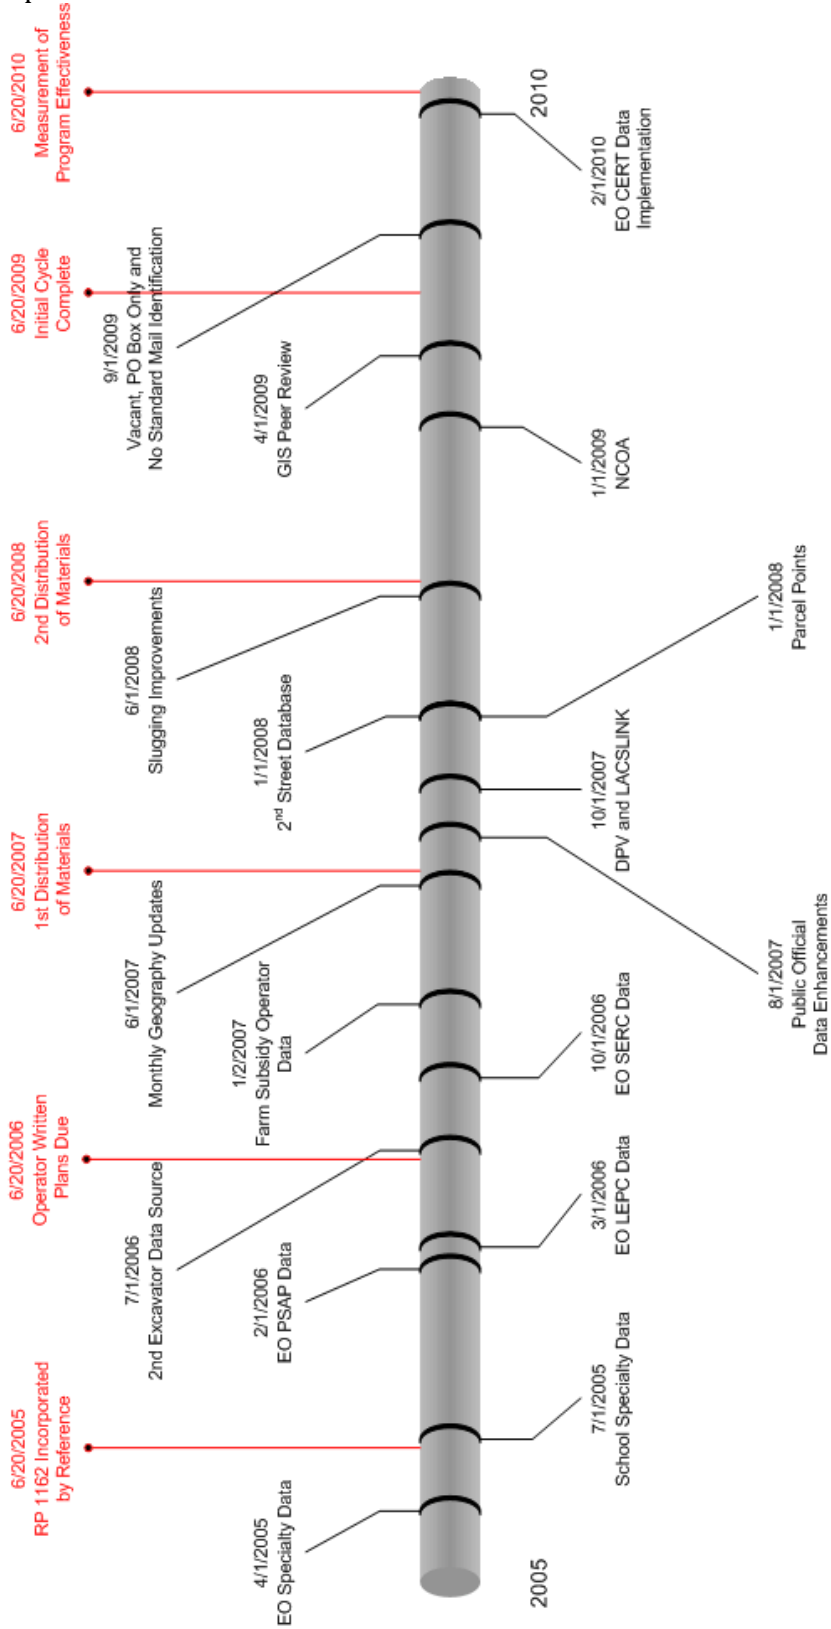 6/20/2005
RP 1162 Incorporated
by Reference
6/20/2006
Operator Written
Plans Due
6/20/2007
1st Distribution
of Materials
6/20/2008
2nd Distribution
of Materials
6/20/2009
Initial Cycle
Complete
6/20/2010
Measurement of
Program Effectiveness
7/1/2006
2nd Excavator Data Source
6/1/2007
Monthly Geography Updates
6/1/2008
Slugging Improvements
9/1/2009
Vacant, PO Box Only and
No Standard Mail Identification
4/1/2005
EO Specialty Data
2/1/2006
EO PSAP Data
1/2/2007
Farm Subsidy Operator
Data
1/1/2008
2nd Street Database
4/1/2009
GIS Peer Review
2005
2010
7/1/2005
School Specialty Data
3/1/2006
EO LEPC Data
10/1/2006
EO SERC Data
10/1/2007
DPV and LACSLINK
1/1/2009
NCOA
2/1/2010
EO CERT Data
Implementation
8/1/2007
Public Official
Data Enhancements
1/1/2008
Parcel Points